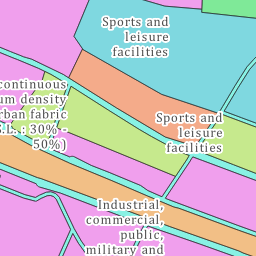 Sports and
leisure
facilities
continuous
um density
rban fabric
S.L. : 30% -
50%)
Sports and
leisure
facilities
Industrial,
commercial,
public,
military and